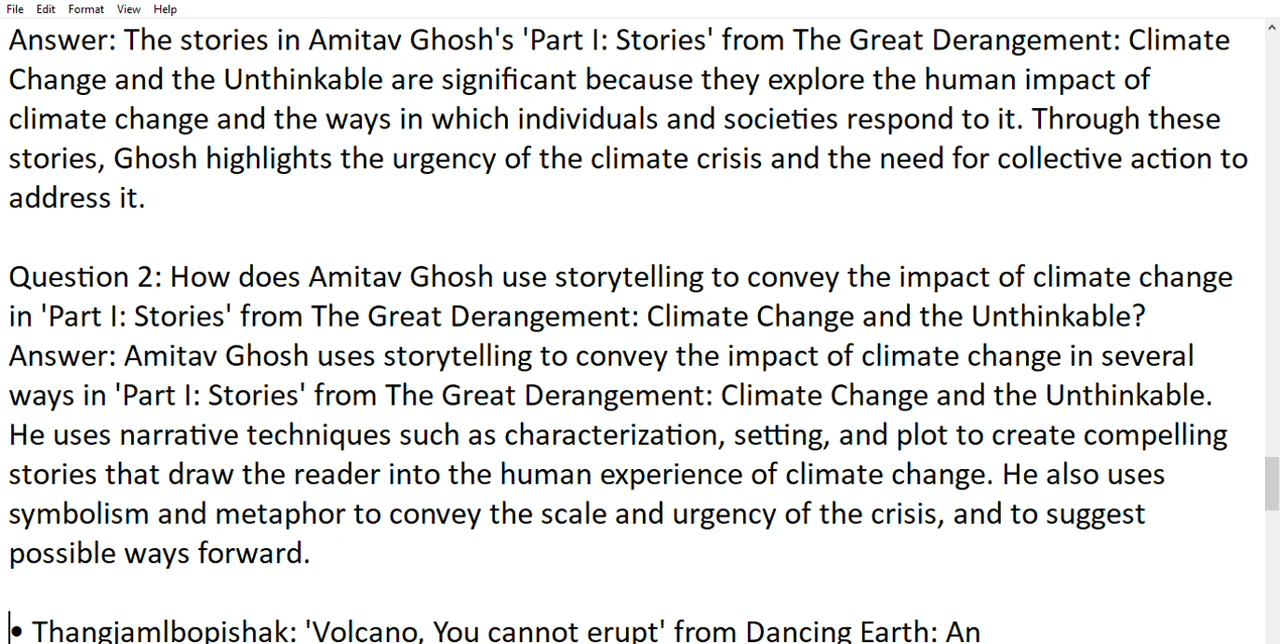 File Edit Format View Help
Answer: The stories in Amitav Ghosh's 'Part I: Stories' from The Great Derangement: Climate
Change and the Unthinkable are significant because they explore the human impact of
climate change and the ways in which individuals and societies respond to it. Through these
stories, Ghosh highlights the urgency of the climate crisis and the need for collective action to
address it.
Question 2: How does Amitav Ghosh use storytelling to convey the impact of climate change
in 'Part I: Stories' from The Great Derangement: Climate Change and the Unthinkable?
Answer: Amitav Ghosh uses storytelling to convey the impact of climate change in several
ways in 'Part I: Stories' from The Great Derangement: Climate Change and the Unthinkable.
He uses narrative techniques such as characterization, setting, and plot to create compelling
stories that draw the reader into the human experience of climate change. He also uses
symbolism and metaphor to convey the scale and urgency of the crisis, and to suggest
possible ways forward.
• Thangjamlbopishak: 'Volcano, You cannot erupt' from Dancing Earth: An